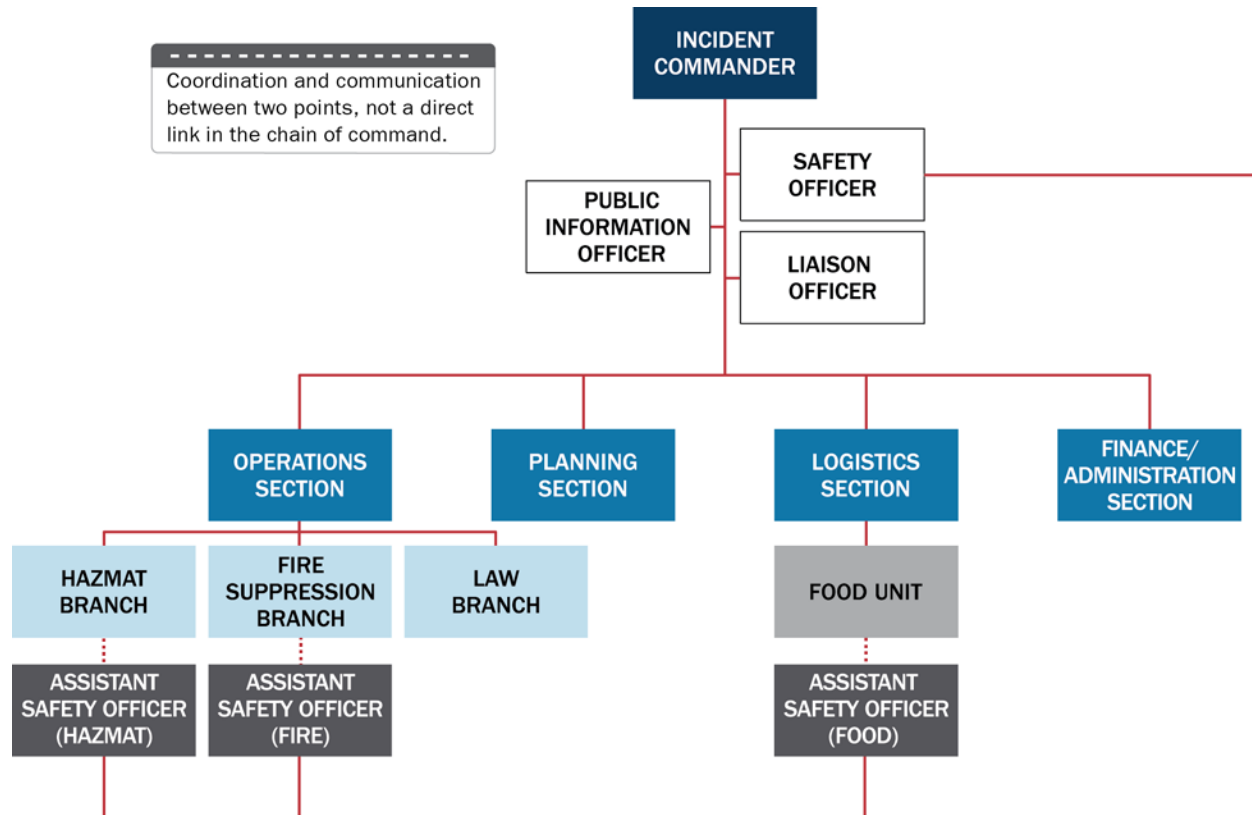 INCIDENT
COMMANDER
Coordination and communication
between two points, not a direct
link in the chain of command.
SAFETY
OFFICER
PUBLIC
INFORMATION
OFFICER
LIAISON
OFFICER
OPERATIONS
SECTION
PLANNING
SECTION
LOGISTICS
SECTION
FINANCE/
ADMINISTRATION
SECTION
HAZMAT
BRANCH
FIRE
SUPPRESSION
BRANCH
LAW
BRANCH
FOOD UNIT
ASSISTANT
SAFETY OFFICER
(HAZMAT)
ASSISTANT
SAFETY OFFICER
(FIRE)
ASSISTANT
SAFETY OFFICER
(FOOD)